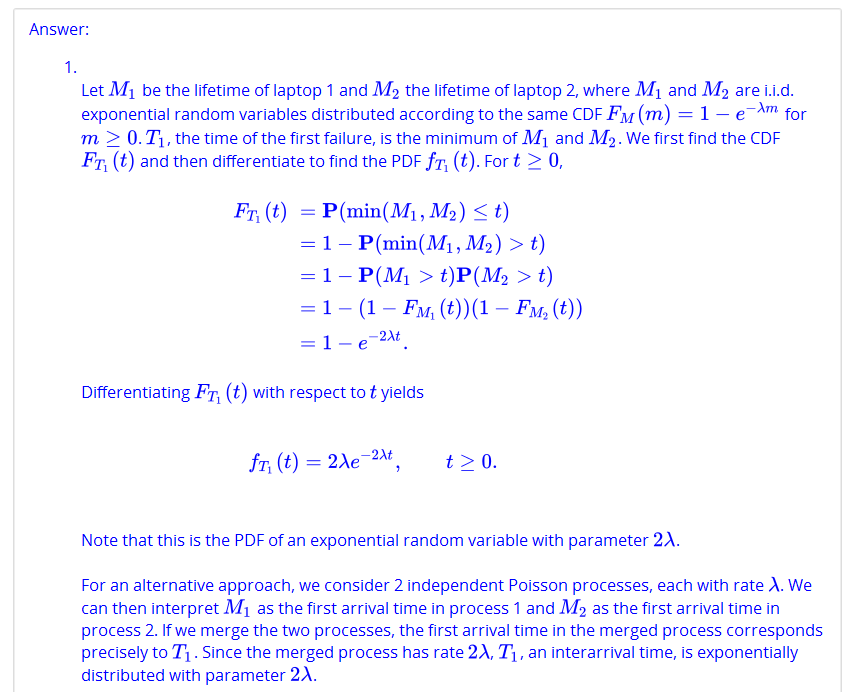 Answer:
1.
Let M₁ be the lifetime of laptop 1 and M₂ the lifetime of laptop 2, where M₁ and M₂ are i.i.d.
exponential random variables distributed according to the same CDF F_M(m) = 1 − e^{−λm} for
m ≥ 0. T₁, the time of the first failure, is the minimum of M₁ and M₂. We first find the CDF
F_{T₁}(t) and then differentiate to find the PDF f_{T₁}(t). For t ≥ 0,
F_{T₁}(t) = P(min(M₁, M₂) ≤ t)
= 1 − P(min(M₁, M₂) > t)
= 1 − P(M₁ > t)P(M₂ > t)
= 1 − (1 − F_{M₁}(t))(1 − F_{M₂}(t))
= 1 − e^{−2λt}.
Differentiating F_{T₁}(t) with respect to t yields
f_{T₁}(t) = 2λe^{−2λt}, t ≥ 0.
Note that this is the PDF of an exponential random variable with parameter 2λ.
For an alternative approach, we consider 2 independent Poisson processes, each with rate λ. We
can then interpret M₁ as the first arrival time in process 1 and M₂ as the first arrival time in
process 2. If we merge the two processes, the first arrival time in the merged process corresponds
precisely to T₁. Since the merged process has rate 2λ, T₁, an interarrival time, is exponentially
distributed with parameter 2λ.